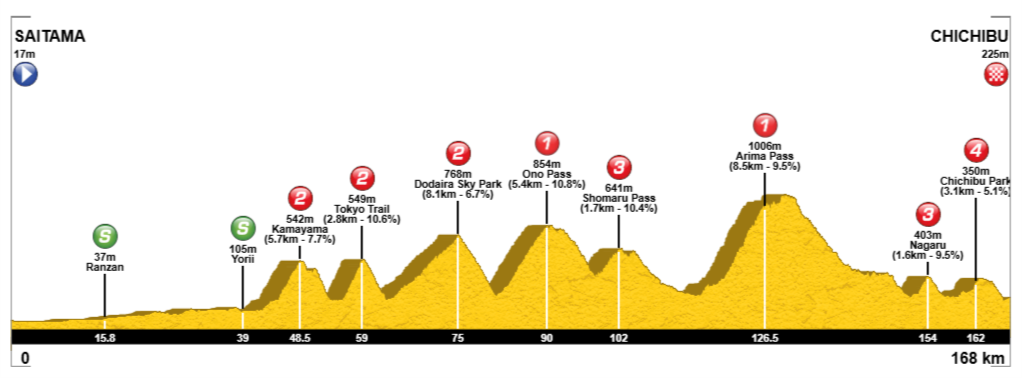 SAITAMA
17m
CHICHIBU
225m
S
37m
Ranzan
S
105m
Yorii
2
542m
Kamayama
(5.7km - 7.7%)
2
549m
Tokyo Trail
(2.8km - 10.6%)
2
768m
Dodaira Sky Park
(8.1km - 6.7%)
1
854m
Ono Pass
(5.4km - 10.8%)
3
641m
Shomaru Pass
(1.7km - 10.4%)
1
1006m
Arima Pass
(8.5km - 9.5%)
3
403m
Nagaru
(1.6km - 9.5%)
4
350m
Chichibu Park
(3.1km - 5.1%)
15.8 39 48.5 59 75 90 102 126.5 154 162
0 168 km